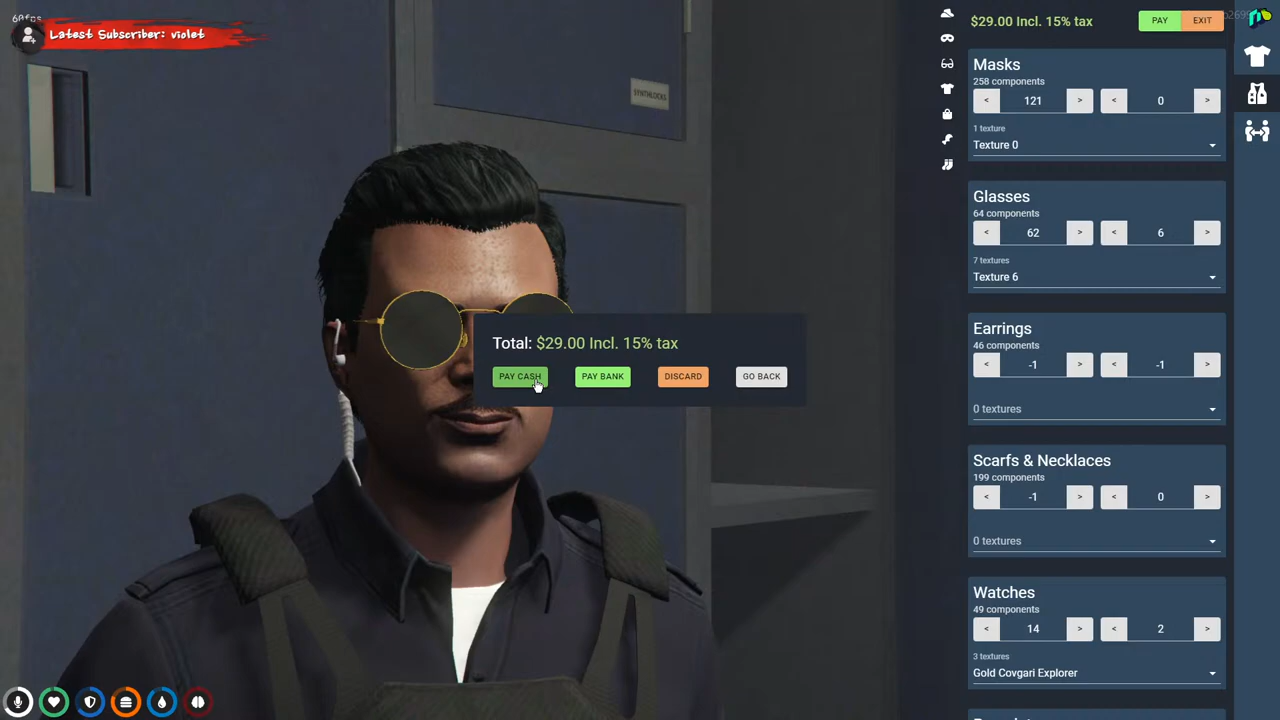 60fps
Latest Subscriber: violet
SYNTHLOCKS
$29.00 Incl. 15% tax
PAY
EXIT
Masks
258 components
< 121 > < 0 >
1 texture
Texture 0
Glasses
64 components
< 62 > < 6 >
7 textures
Texture 6
Total: $29.00 Incl. 15% tax
PAY CASH
PAY BANK
DISCARD
GO BACK
Earrings
46 components
< -1 > < -1 >
0 textures
Scarfs & Necklaces
199 components
< -1 > < 0 >
0 textures
Watches
49 components
< 14 > < 2 >
3 textures
Gold Covgari Explorer